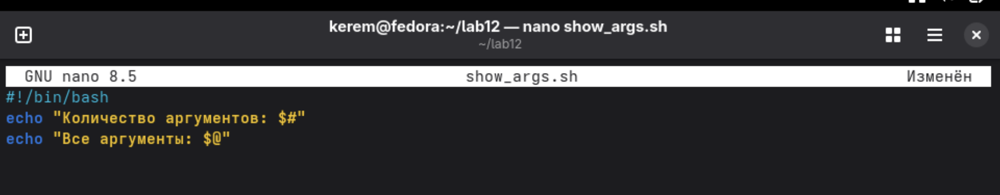 kerem@fedora:~/lab12 — nano show_args.sh
~/lab12
GNU nano 8.5 show_args.sh Изменён
#!/bin/bash
echo "Количество аргументов: $#"
echo "Все аргументы: $@"